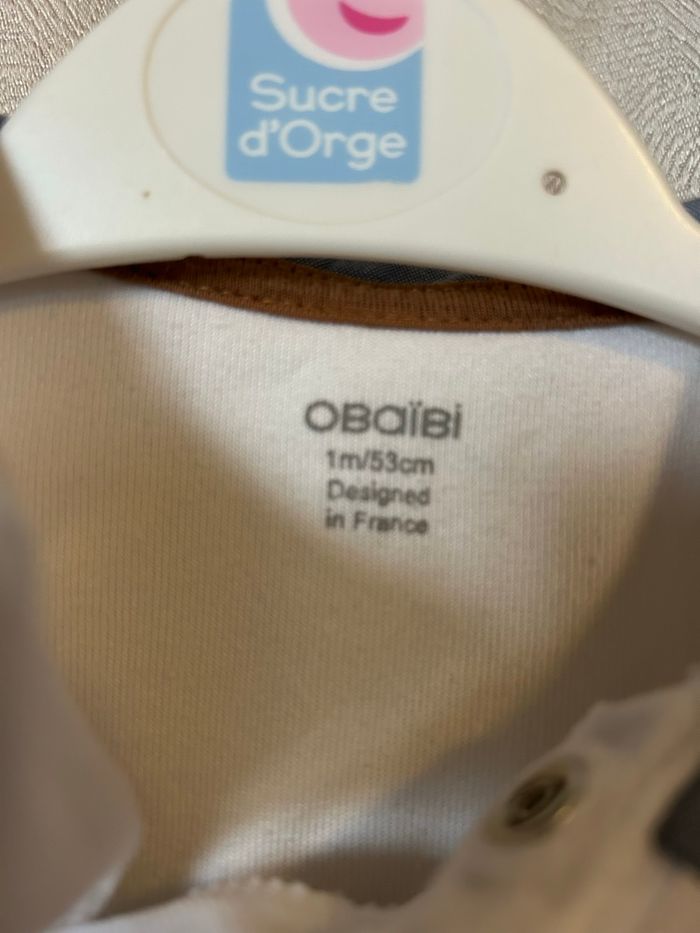 Sucre
d'Orge
OBaïBi
1m/53cm
Designed
in France